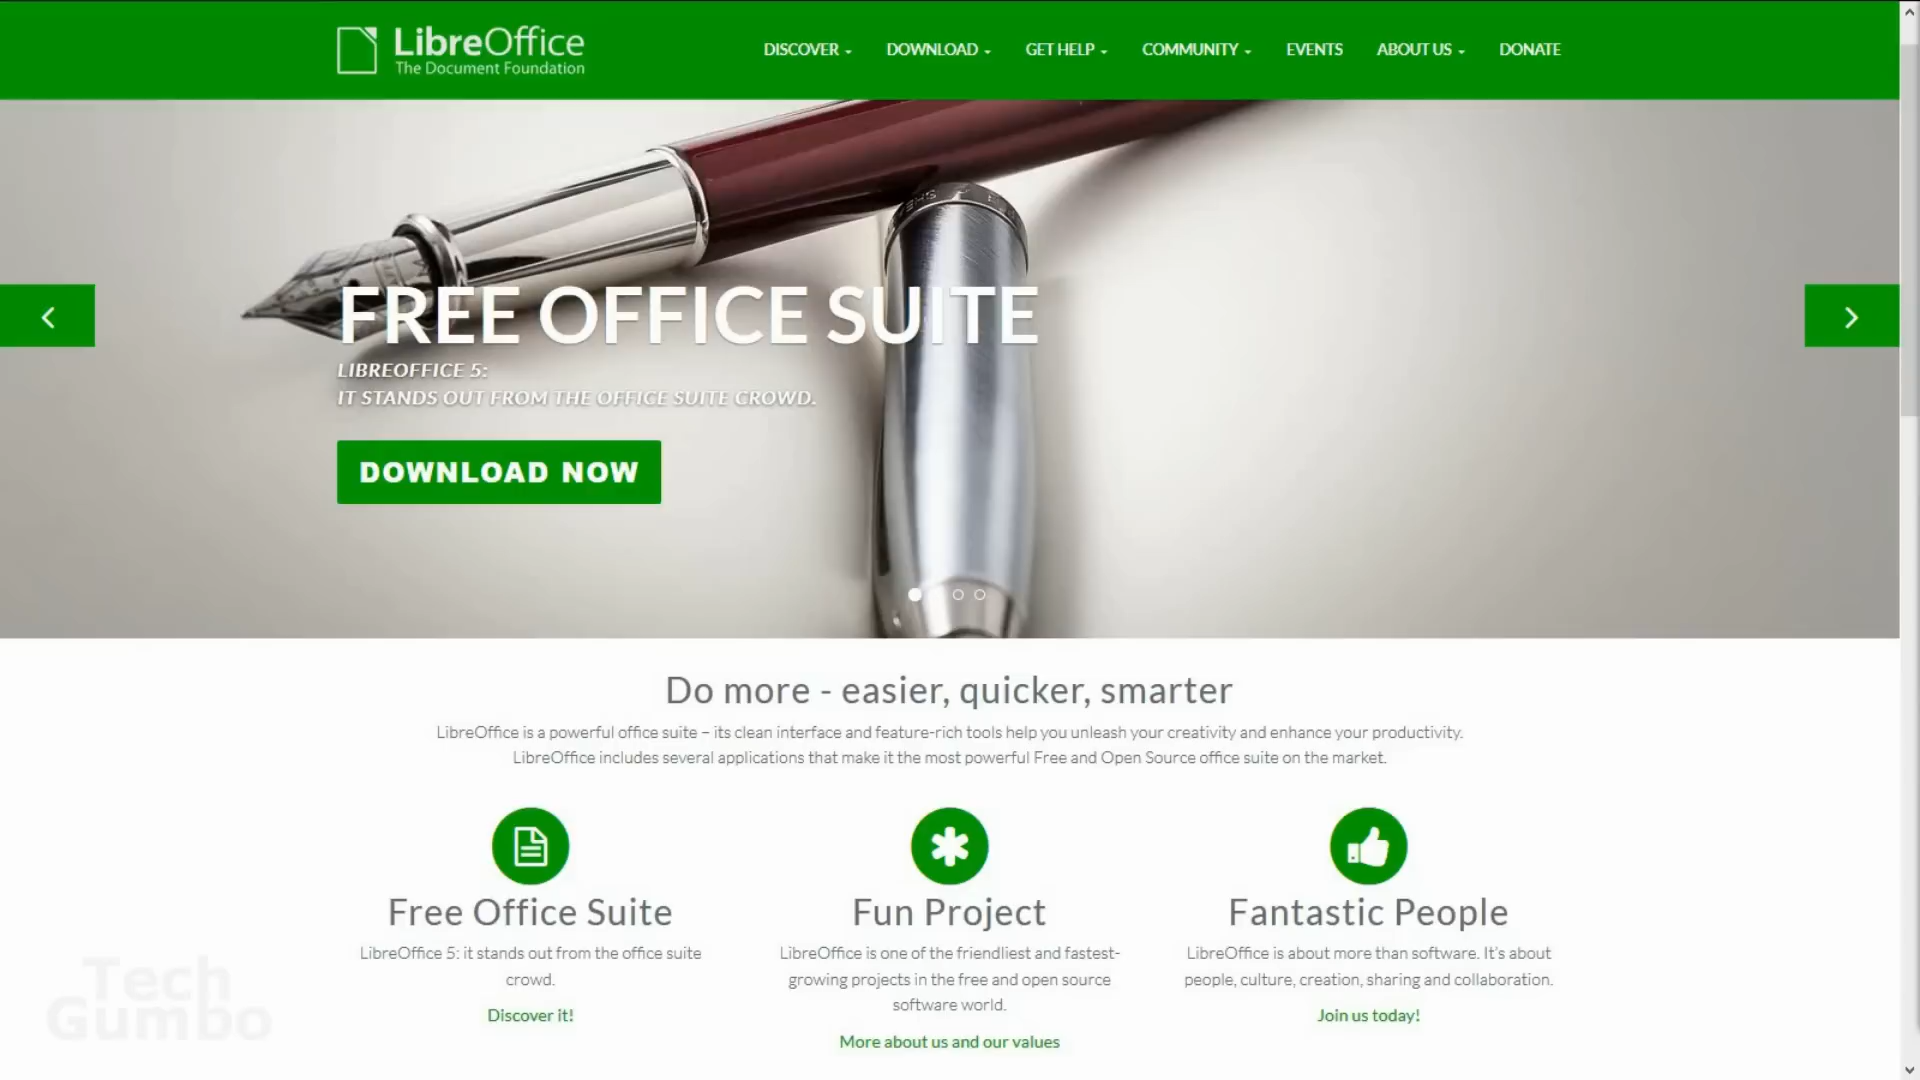 LibreOffice
The Document Foundation
DISCOVER DOWNLOAD GET HELP COMMUNITY EVENTS ABOUT US DONATE
FREE OFFICE SUITE
LIBREOFFICE 5:
IT STANDS OUT FROM THE OFFICE SUITE CROWD.
DOWNLOAD NOW
Do more - easier, quicker, smarter
LibreOffice is a powerful office suite – its clean interface and feature-rich tools help you unleash your creativity and enhance your productivity.
LibreOffice includes several applications that make it the most powerful Free and Open Source office suite on the market.
Free Office Suite
LibreOffice 5: it stands out from the office suite
crowd.
Discover it!
Fun Project
LibreOffice is one of the friendliest and fastest-
growing projects in the free and open source
software world.
More about us and our values
Fantastic People
LibreOffice is about more than software. It's about
people, culture, creation, sharing and collaboration.
Join us today!
Tech
Gumbo